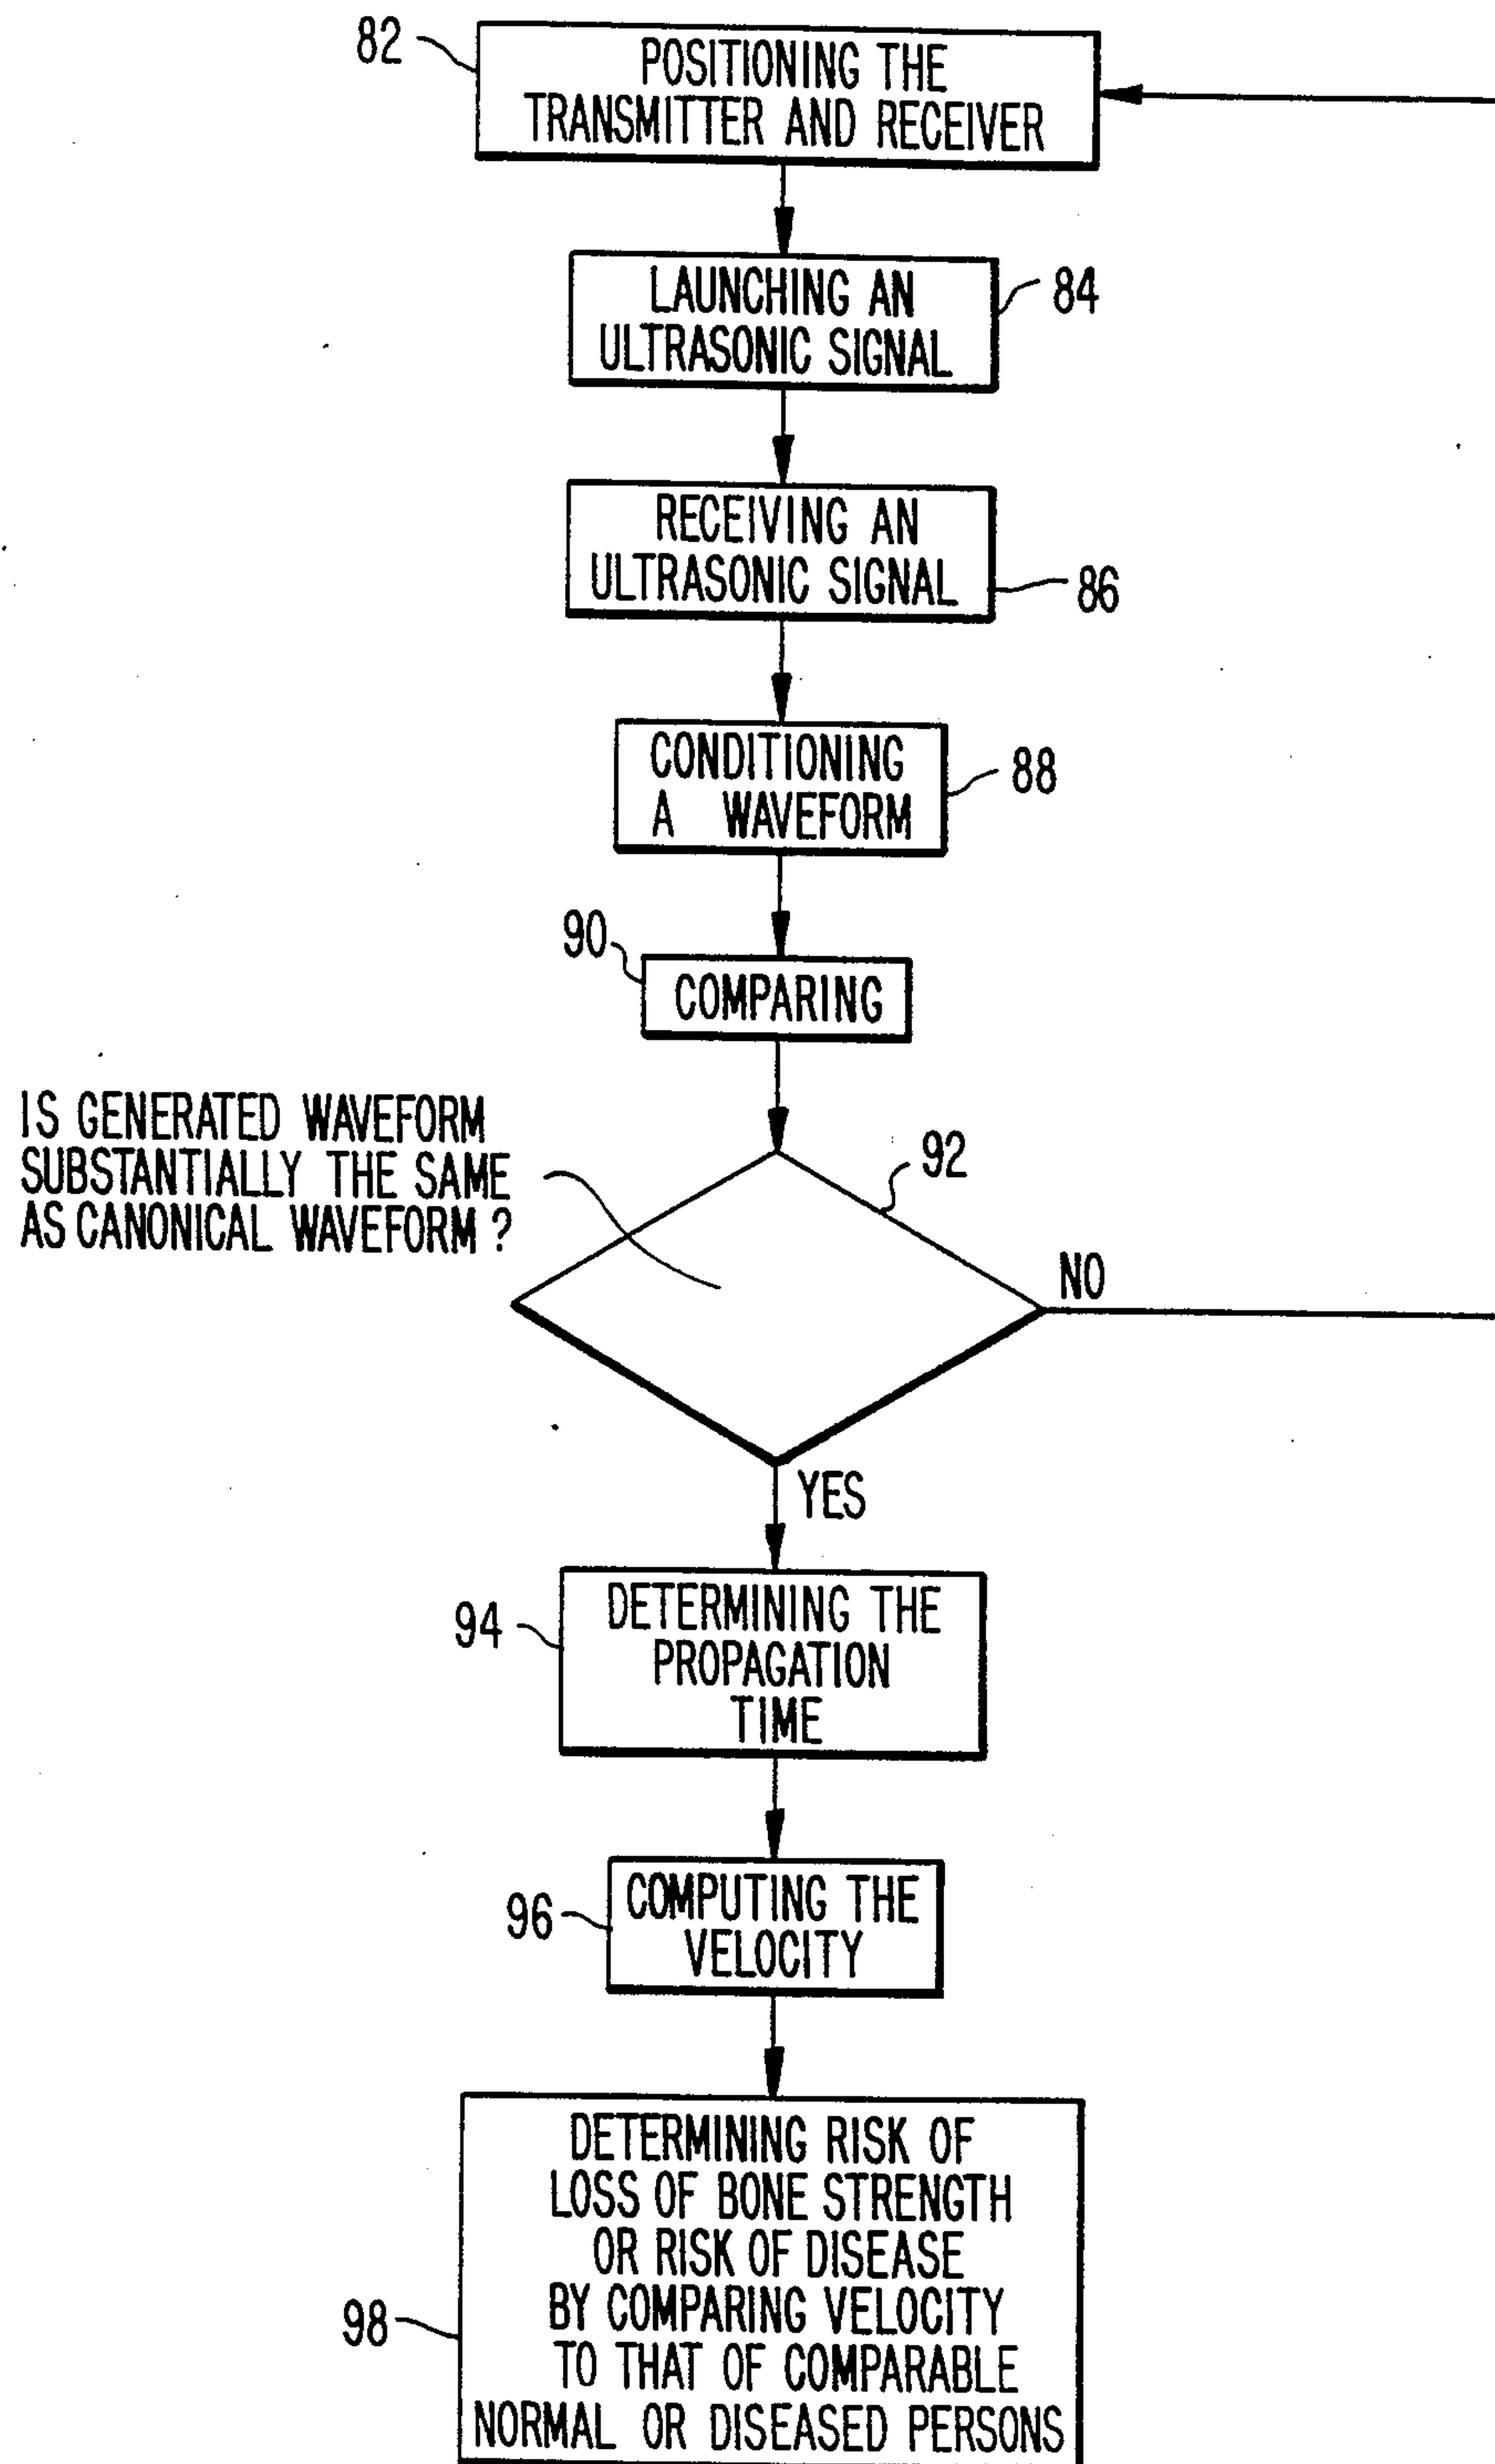 82
POSITIONING THE
TRANSMITTER AND RECEIVER
LAUNCHING AN
ULTRASONIC SIGNAL
84
RECEIVING AN
ULTRASONIC SIGNAL
86
CONDITIONING
A WAVEFORM
88
90
COMPARING
IS GENERATED WAVEFORM
SUBSTANTIALLY THE SAME
AS CANONICAL WAVEFORM?
92
NO
YES
94
DETERMINING THE
PROPAGATION
TIME
96
COMPUTING THE
VELOCITY
98
DETERMINING RISK OF
LOSS OF BONE STRENGTH
OR RISK OF DISEASE
BY COMPARING VELOCITY
TO THAT OF COMPARABLE
NORMAL OR DISEASED PERSONS